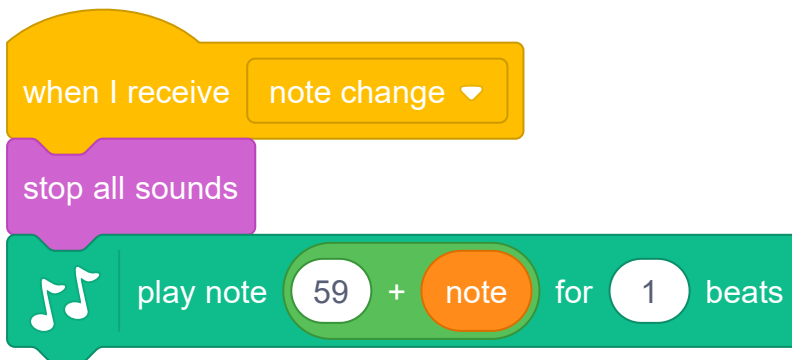 when I receive note change
stop all sounds
play note 59 + note for 1 beats